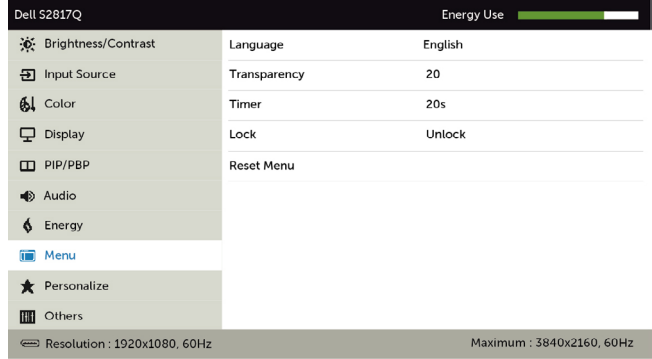 Dell S2817Q Energy Use
Brightness/Contrast Language English
Input Source Transparency 20
Color Timer 20s
Display Lock Unlock
PIP/PBP Reset Menu
Audio
Energy
Menu
Personalize
Others
Resolution : 1920x1080, 60Hz Maximum : 3840x2160, 60Hz